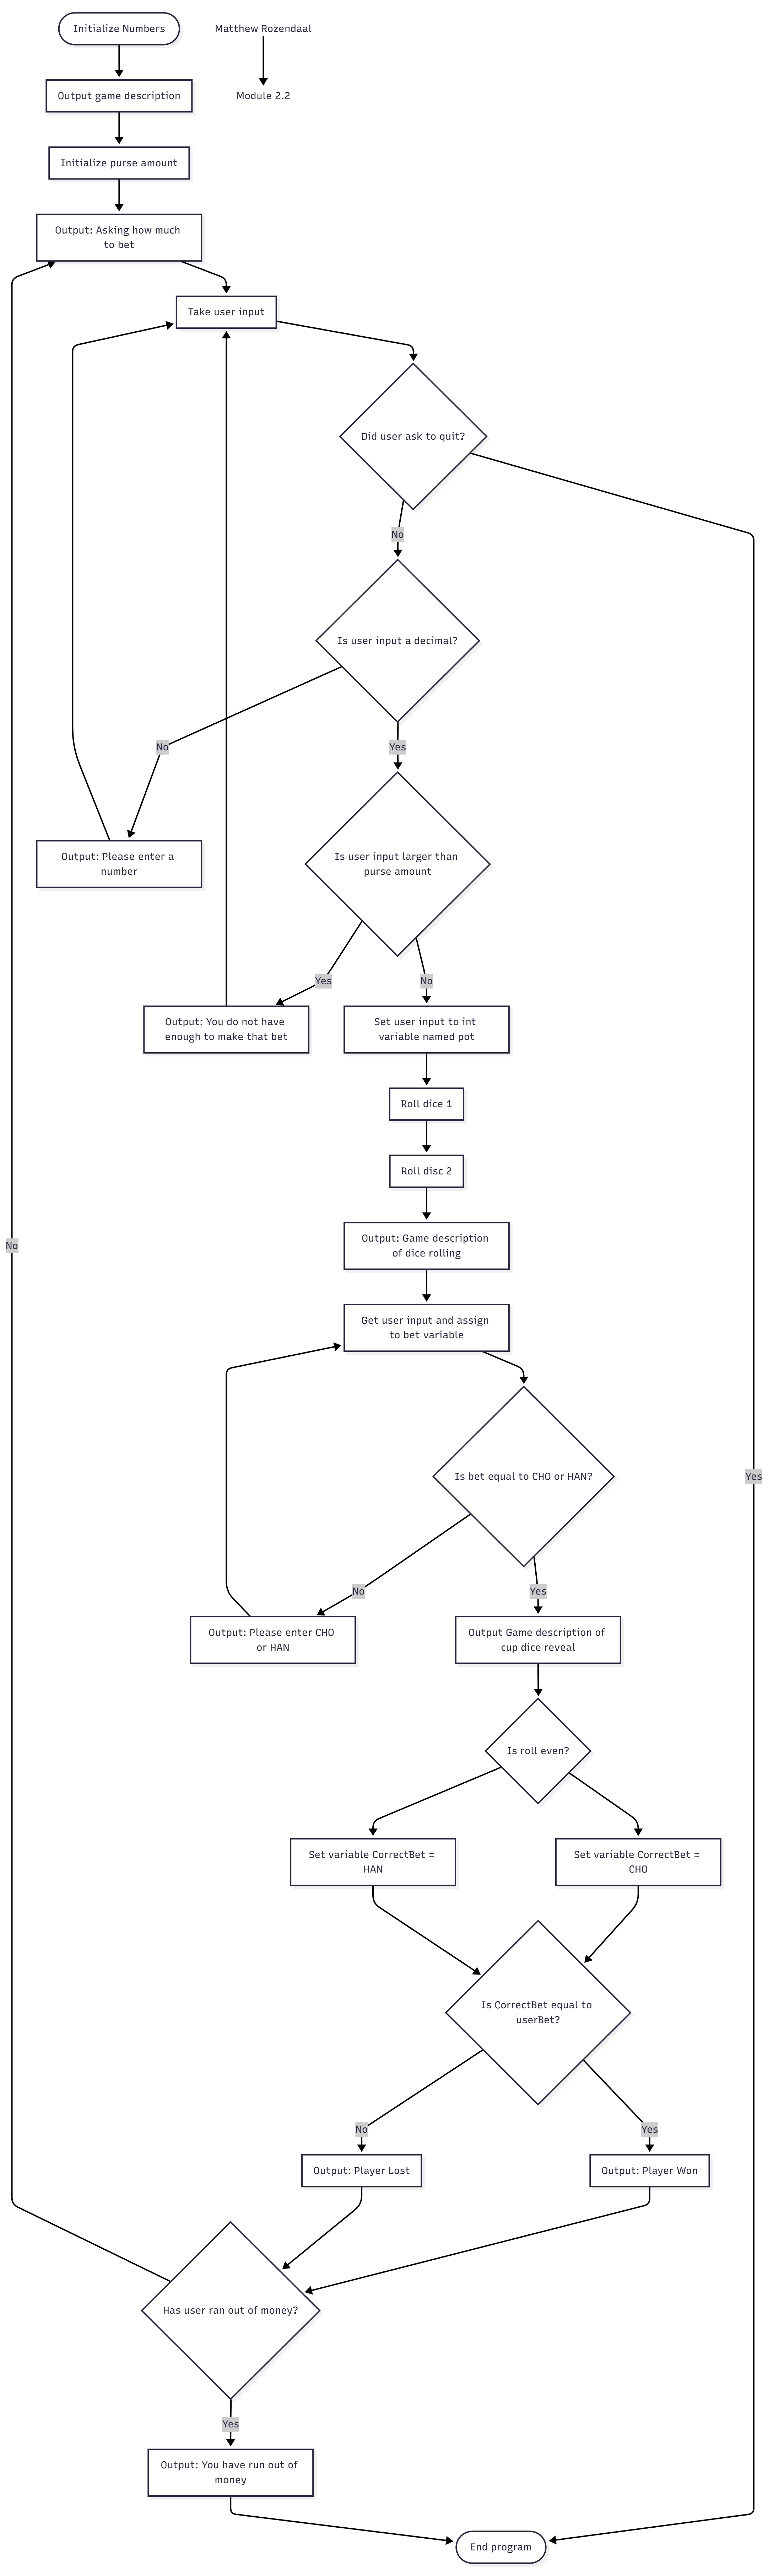 Initialize Numbers
Matthew Rozendaal
Output game description
Module 2.2
Initialize purse amount
Output: Asking how much
to bet
Take user input
Did user ask to quit?
No
Is user input a decimal?
No
Yes
Output: Please enter a
number
Is user input larger than
purse amount
Yes
No
Output: You do not have
enough to make that bet
Set user input to int
variable named pot
Roll dice 1
Roll disc 2
Output: Game description
of dice rolling
No
Get user input and assign
to bet variable
Is bet equal to CHO or HAN?
Yes
No
Yes
Output: Please enter CHO
or HAN
Output Game description of
cup dice reveal
Is roll even?
Set variable CorrectBet =
HAN
Set variable CorrectBet =
CHO
Is CorrectBet equal to
userBet?
No
Yes
Output: Player Lost
Output: Player Won
Has user ran out of money?
Yes
Output: You have run out of
money
End program